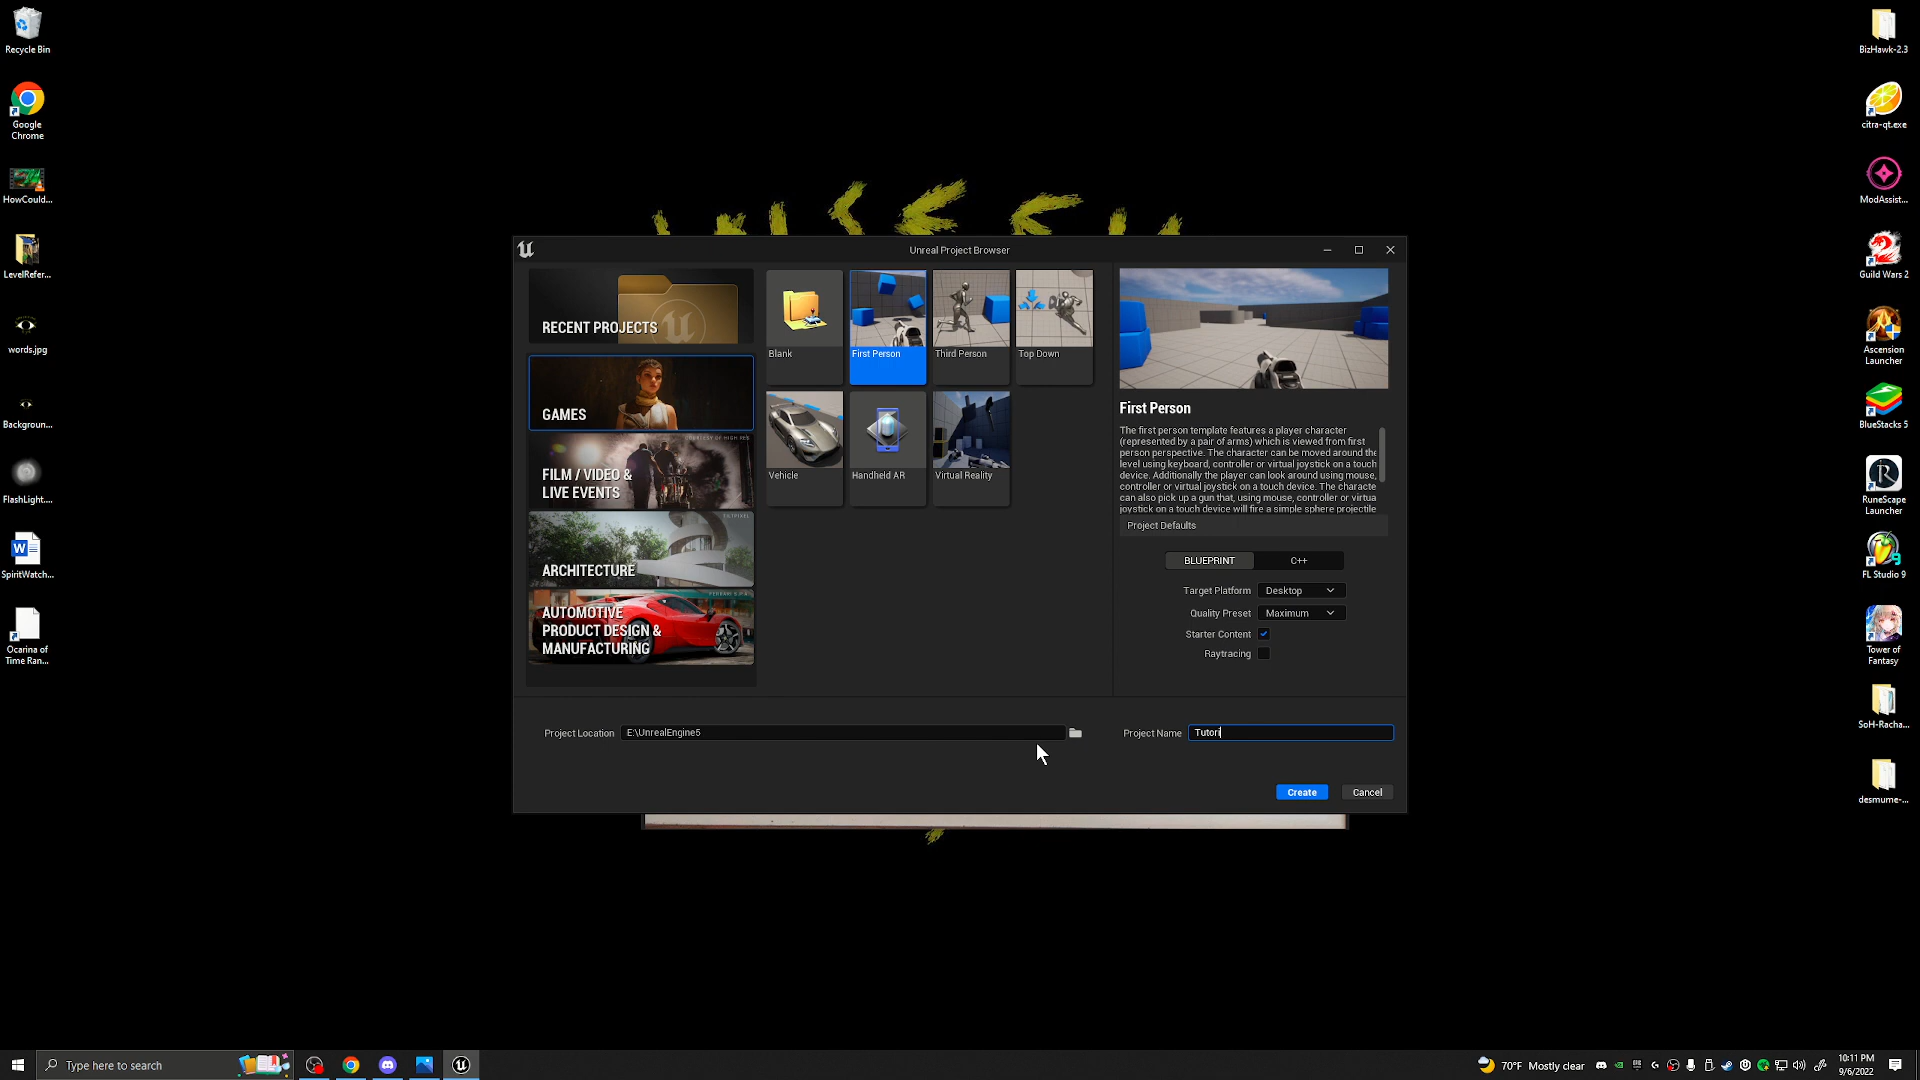 Recycle Bin
Google
Chrome
HowCould...
LevelRefer...
words.jpg
Backgroun...
FlashLight....
SpiritWatch...
Ocarina of
Time Ran...
BizHawk-2.3
citra-qt.exe
ModAssist...
Guild Wars 2
Ascension
Launcher
BlueStacks 5
RuneScape
Launcher
FL Studio 9
Tower of
Fantasy
SoH-Racha...
desmume-...
Unreal Project Browser
RECENT PROJECTS
GAMES
FILM / VIDEO &
LIVE EVENTS
ARCHITECTURE
AUTOMOTIVE
PRODUCT DESIGN &
MANUFACTURING
Blank
First Person
Third Person
Top Down
Vehicle
Handheld AR
Virtual Reality
First Person
The first person template features a player character
(represented by a pair of arms) which is viewed from first
person perspective. The character can be moved around the
level using keyboard, controller or virtual joystick on a touch
device. Additionally the player can look around using mouse,
controller or virtual joystick on a touch device. The characte
can also pick up a gun that, using mouse, controller or virtua
joystick on a touch device will fire a simple sphere projectile
Project Defaults
BLUEPRINT
C++
Target Platform
Desktop
Quality Preset
Maximum
Starter Content
Raytracing
Project Location
E:\UnrealEngine5
Project Name
Tutori
Create
Cancel
Type here to search
70°F Mostly clear
10:11 PM
9/6/2022